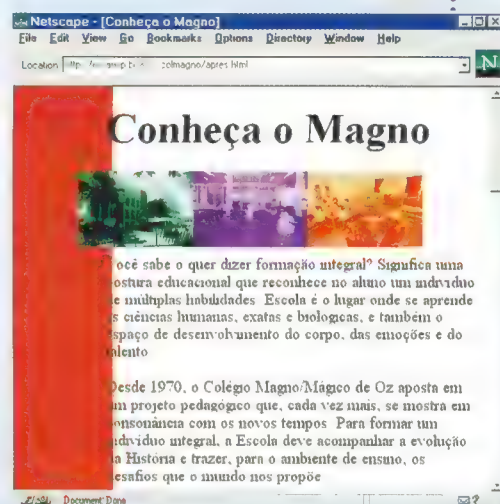 Netscape - [Conheça o Magno]
File Edit View Go Bookmarks Options Directory Window Help
Location colmagno/apres.html
N
Conheça o Magno
ocê sabe o quer dizer formação integral? Significa uma
ostura educacional que reconhece no aluno um indivíduo
e múltiplas habilidades Escola é o lugar onde se aprende
s ciências humanas, exatas e biológicas, e também o
spaço de desenvolvimento do corpo, das emoções e do
alento
Desde 1970, o Colégio Magno/Mágico de Oz aposta em
m projeto pedagógico que, cada vez mais, se mostra em
onsonância com os novos tempos Para formar um
ndivíduo integral, a Escola deve acompanhar a evolução
a História e trazer, para o ambiente de ensino, os
esafios que o mundo nos propõe
Document: Done